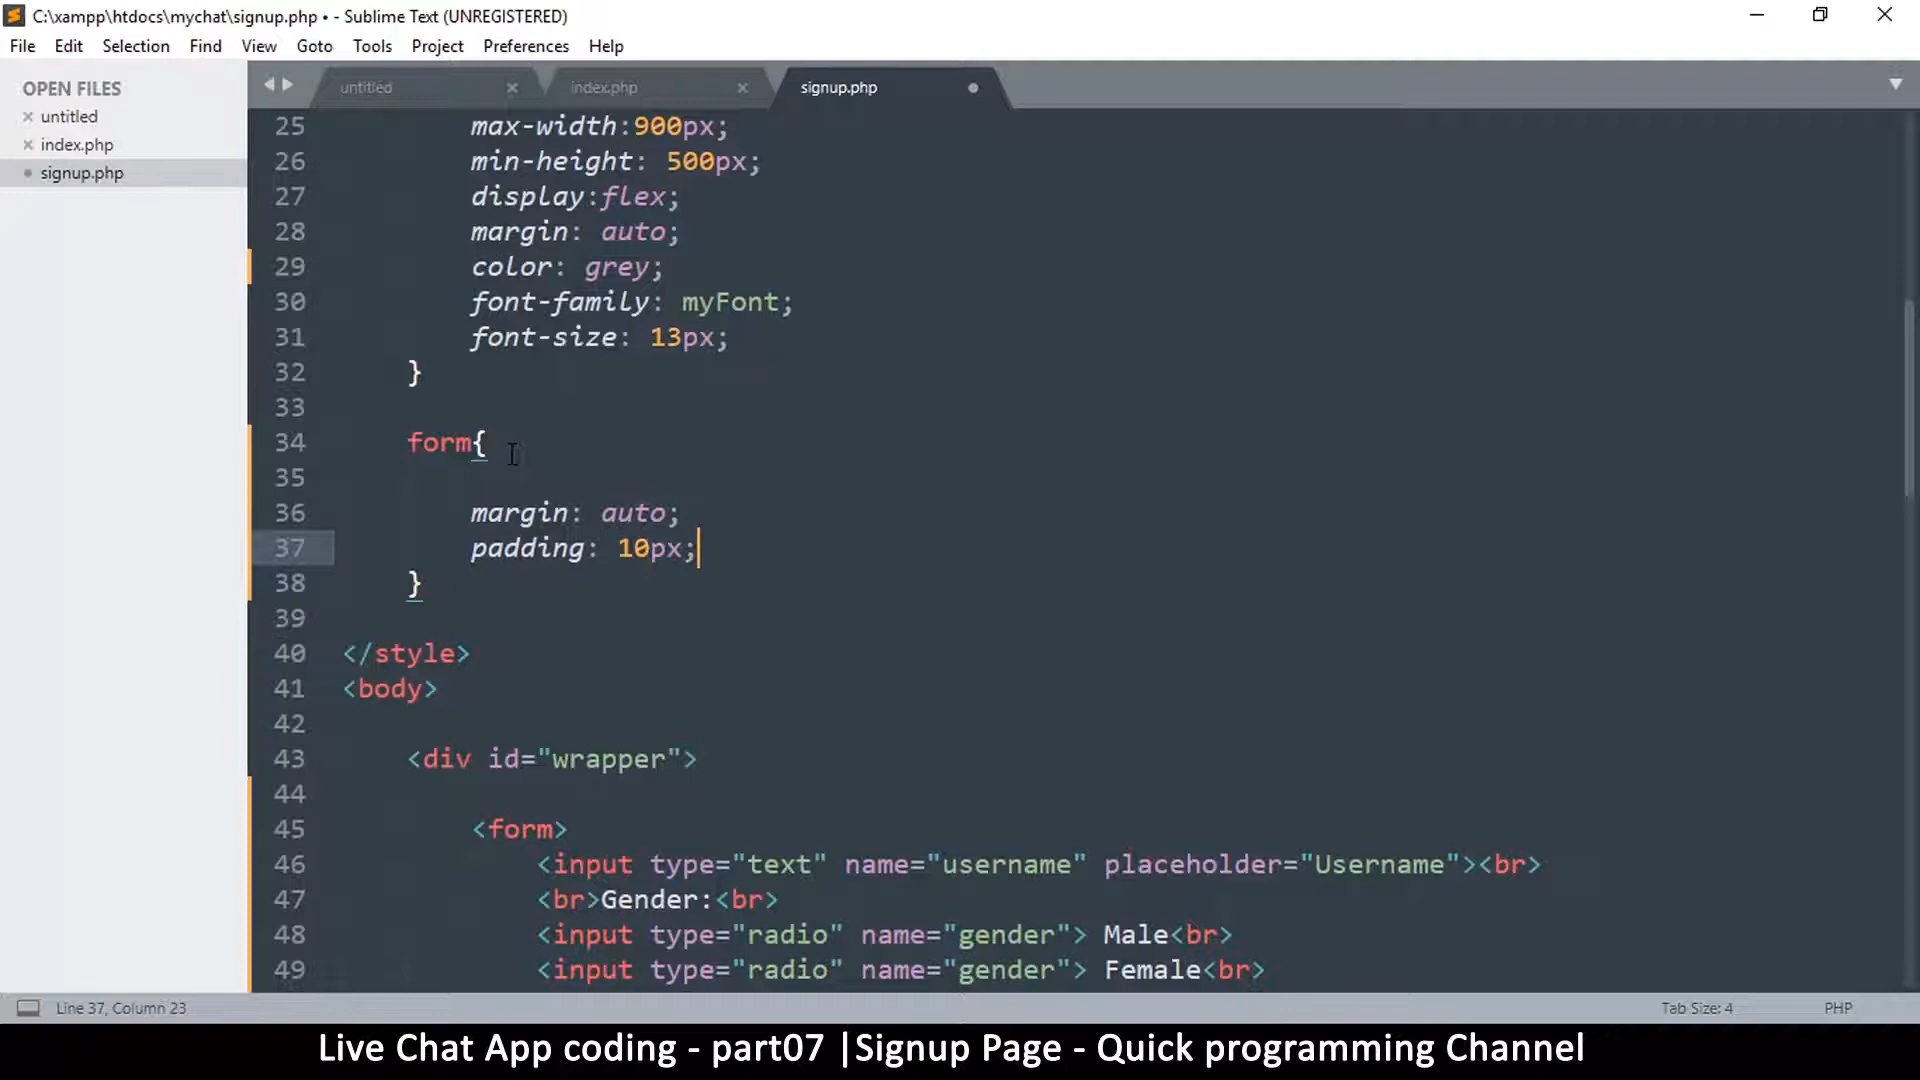 C:\xampp\htdocs\mychat\signup.php • - Sublime Text (UNREGISTERED)
File Edit Selection Find View Goto Tools Project Preferences Help
OPEN FILES
untitled
index.php
signup.php
untitled index.php signup.php
25 max-width:900px;
26 min-height: 500px;
27 display:flex;
28 margin: auto;
29 color: grey;
30 font-family: myFont;
31 font-size: 13px;
32 }
33
34 form{
35
36 margin: auto;
37 padding: 10px;
38 }
39
40 </style>
41 <body>
42
43 <div id="wrapper">
44
45 <form>
46 <input type="text" name="username" placeholder="Username"><br>
47 <br>Gender:<br>
48 <input type="radio" name="gender"> Male<br>
49 <input type="radio" name="gender"> Female<br>
Line 37, Column 23 Tab Size: 4 PHP
Live Chat App coding - part07 |Signup Page - Quick programming Channel